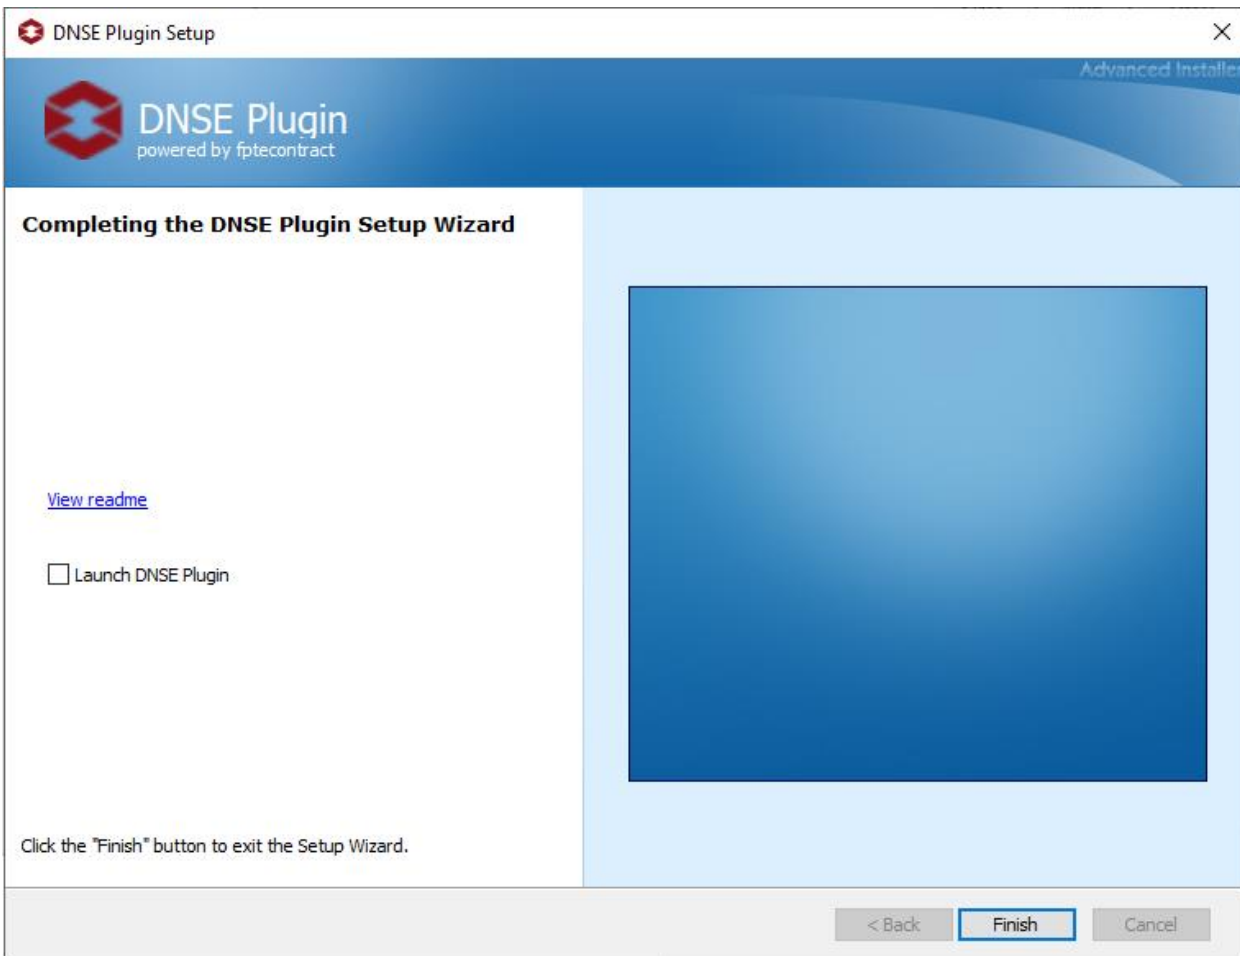 DNSE Plugin Setup
Advanced Installer
DNSE Plugin
powered by fptecontract
Completing the DNSE Plugin Setup Wizard
View readme
Launch DNSE Plugin
Click the "Finish" button to exit the Setup Wizard.
< Back
Finish
Cancel